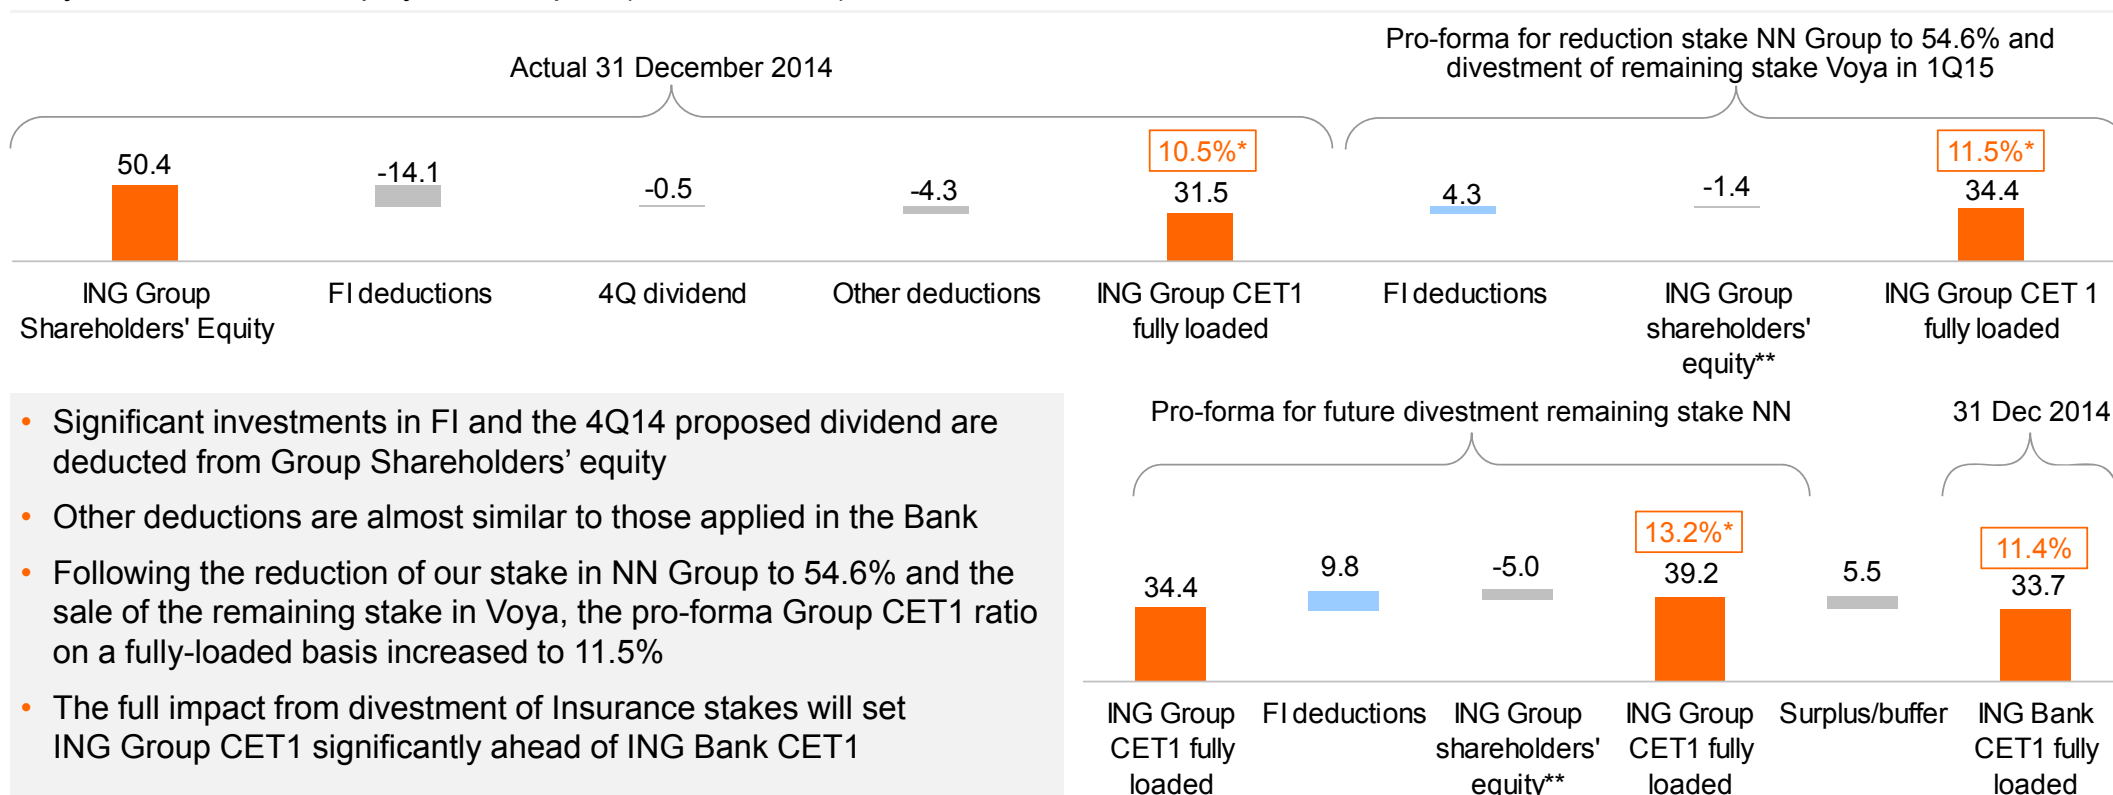 Actual 31 December 2014
Pro-forma for reduction stake NN Group to 54.6% and
divestment of remaining stake Voya in 1Q15
50.4
-14.1
-0.5
-4.3
10.5%*
31.5
4.3
-1.4
11.5%*
34.4
ING Group
Shareholders' Equity
FI deductions
4Q dividend
Other deductions
ING Group CET1
fully loaded
FI deductions
ING Group
shareholders'
equity**
ING Group CET 1
fully loaded
• Significant investments in FI and the 4Q14 proposed dividend are
deducted from Group Shareholders’ equity
• Other deductions are almost similar to those applied in the Bank
• Following the reduction of our stake in NN Group to 54.6% and the
sale of the remaining stake in Voya, the pro-forma Group CET1 ratio
on a fully-loaded basis increased to 11.5%
• The full impact from divestment of Insurance stakes will set
ING Group CET1 significantly ahead of ING Bank CET1
Pro-forma for future divestment remaining stake NN
31 Dec 2014
34.4
9.8
-5.0
13.2%*
39.2
5.5
11.4%
33.7
ING Group
CET1 fully
loaded
FI deductions
ING Group
shareholders'
equity**
ING Group
CET1 fully
loaded
Surplus/buffer
ING Bank
CET1 fully
loaded